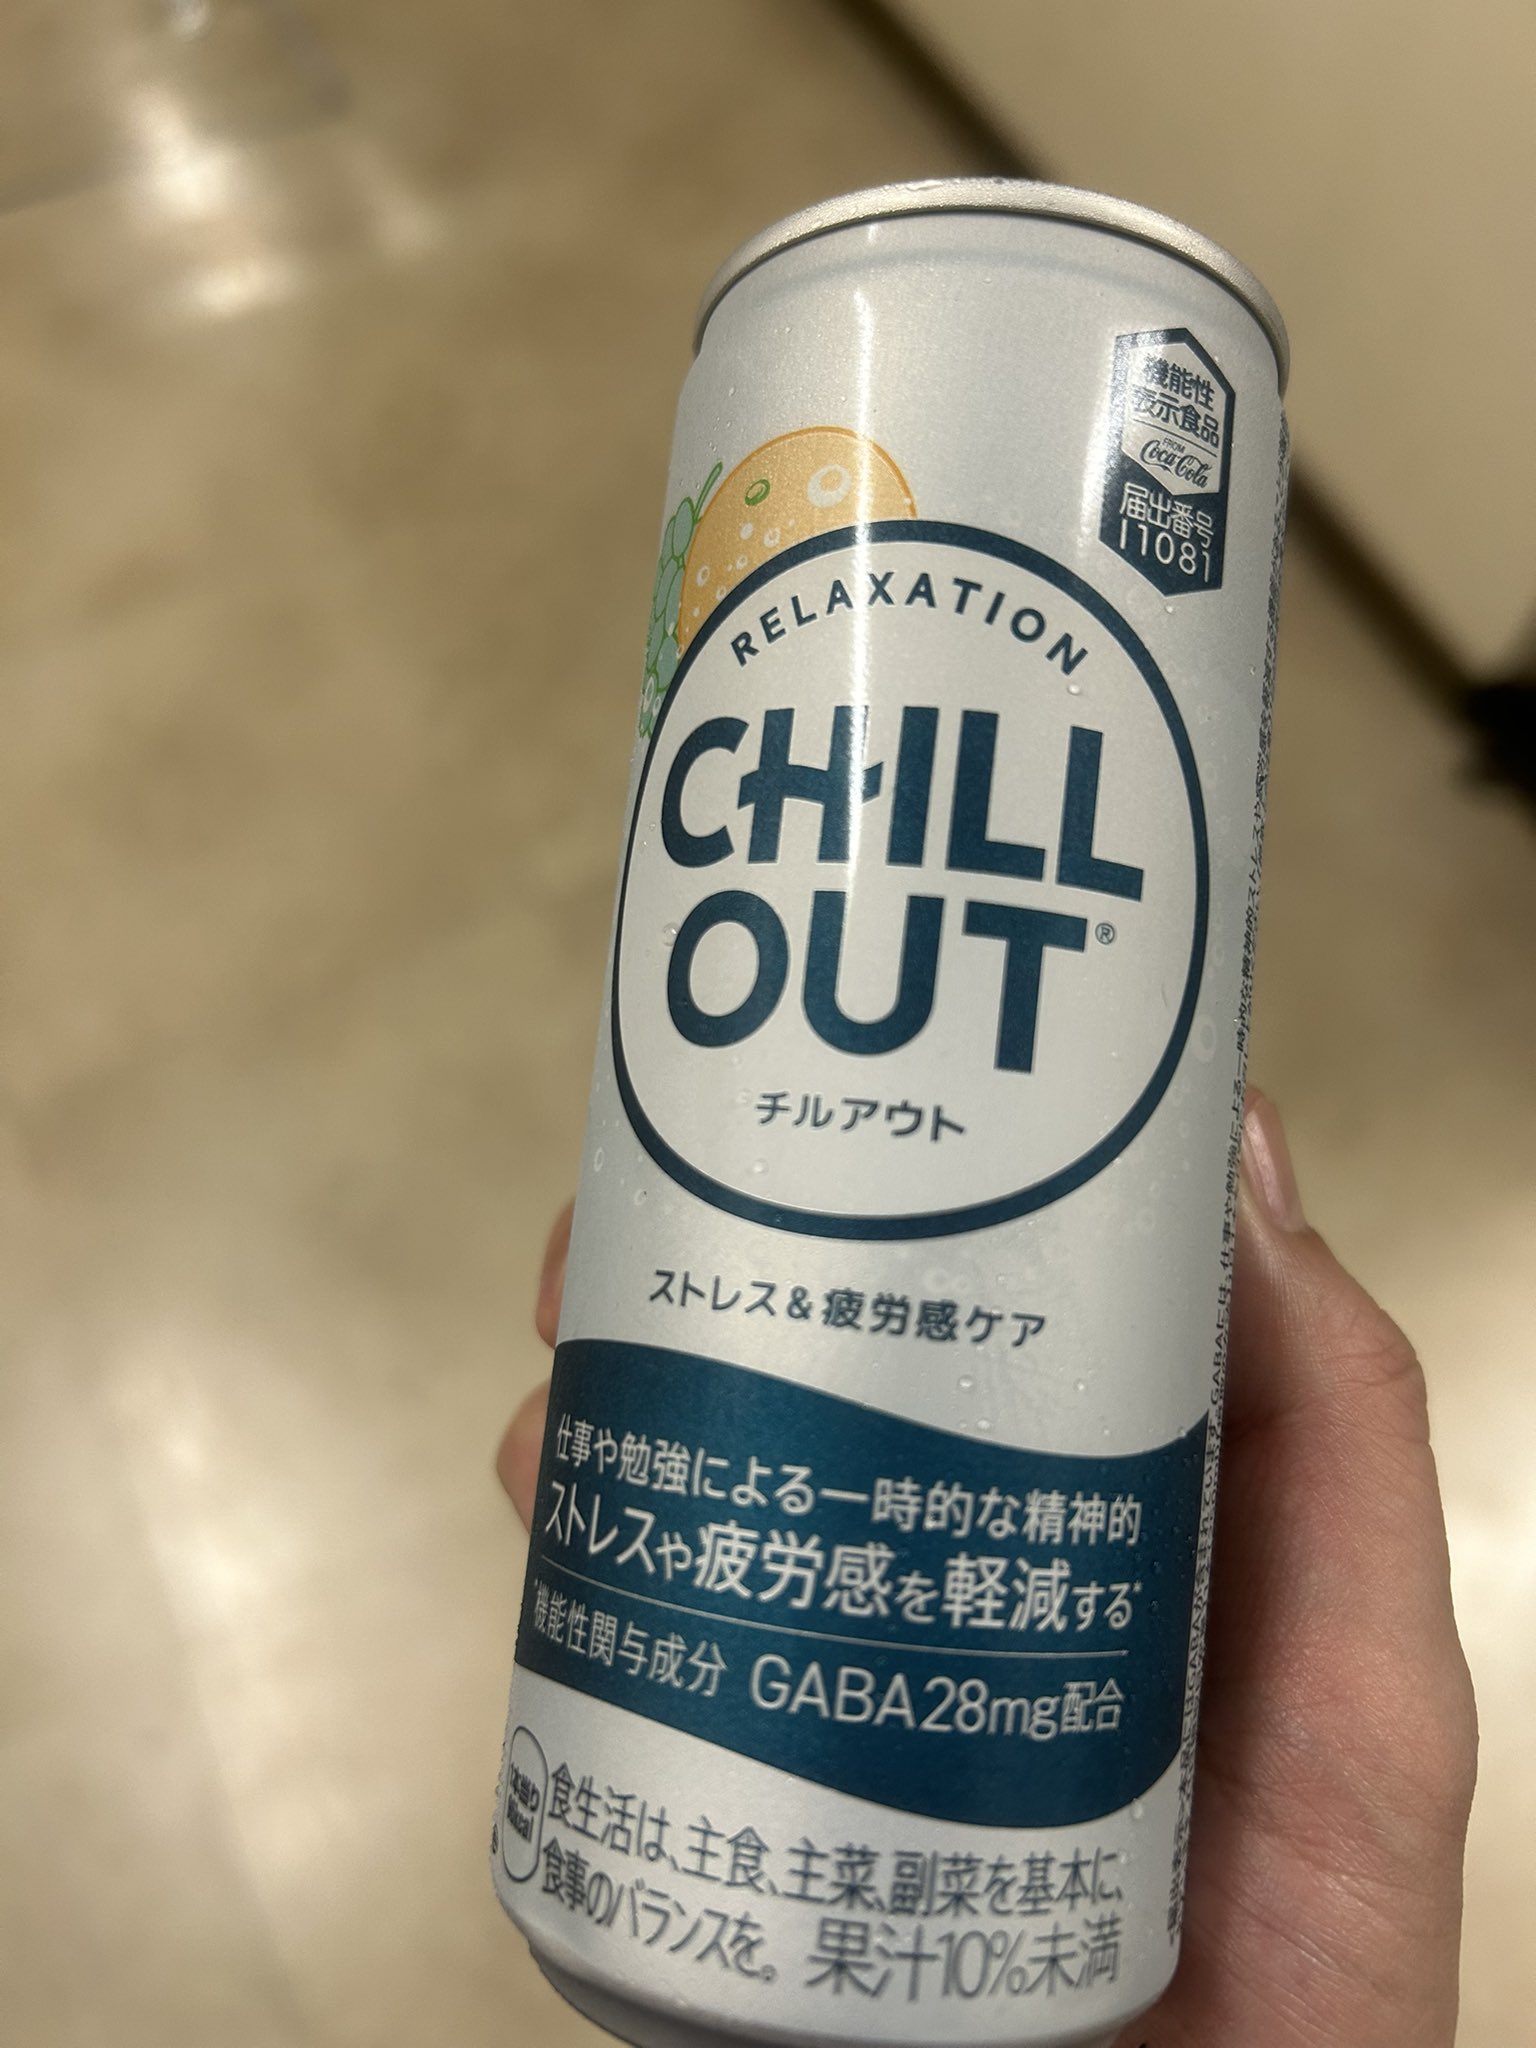 機能性
表示食品
FROM
Coca-Cola
届出番号
I1081
RELAXATION
CHILL
OUT®
チルアウト
ストレス&疲労感ケア
仕事や勉強による一時的な精神的
ストレスや疲労感を軽減する*
*機能性関与成分 GABA28mg配合
1本当り
食生活は、主食、主菜、副菜を基本に、
食事のバランスを。
果汁10%未満